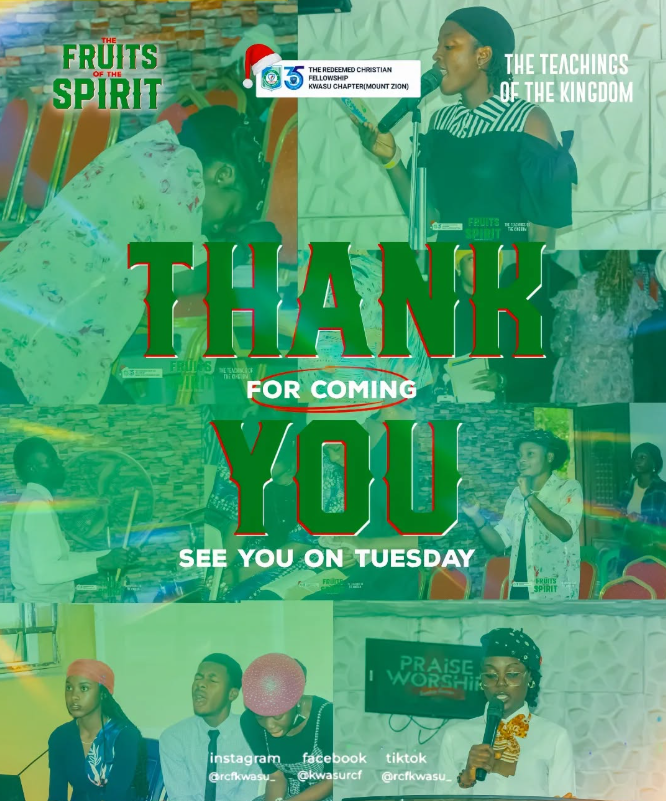 THE
FRUITS
OF THE
SPIRIT
35
THE REDEEMED CHRISTIAN
FELLOWSHIP
KWASU CHAPTER(MOUNT ZION)
THE TEACHINGS
OF THE KINGDOM
THANK
FOR COMING
YOU
SEE YOU ON TUESDAY
PRAISE
WORSHIP
instagram facebook tiktok
@rcfkwasu_ @kwasurcf @rcfkwasu_